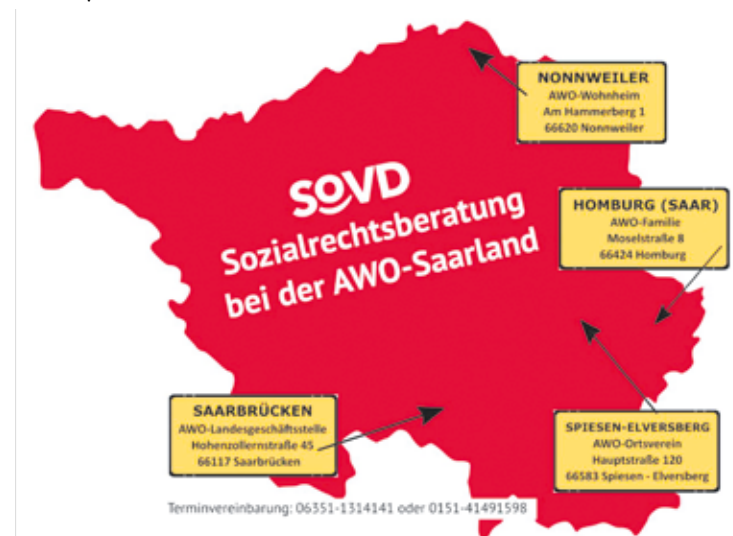 NONNWEILER
AWO-Wohnheim
Am Hammerberg 1
66620 Nonnweiler
SOVD
Sozialrechtsberatung
bei der AWO-Saarland
HOMBURG (SAAR)
AWO-Familie
Moselstraße 8
66424 Homburg
SAARBRÜCKEN
AWO-Landesgeschäftsstelle
Hohenzollernstraße 45
66117 Saarbrücken
SPIESEN-ELVERSBERG
AWO-Ortsverein
Hauptstraße 120
66583 Spiesen - Elversberg
Terminvereinbarung: 06351-1314141 oder 0151-41491598